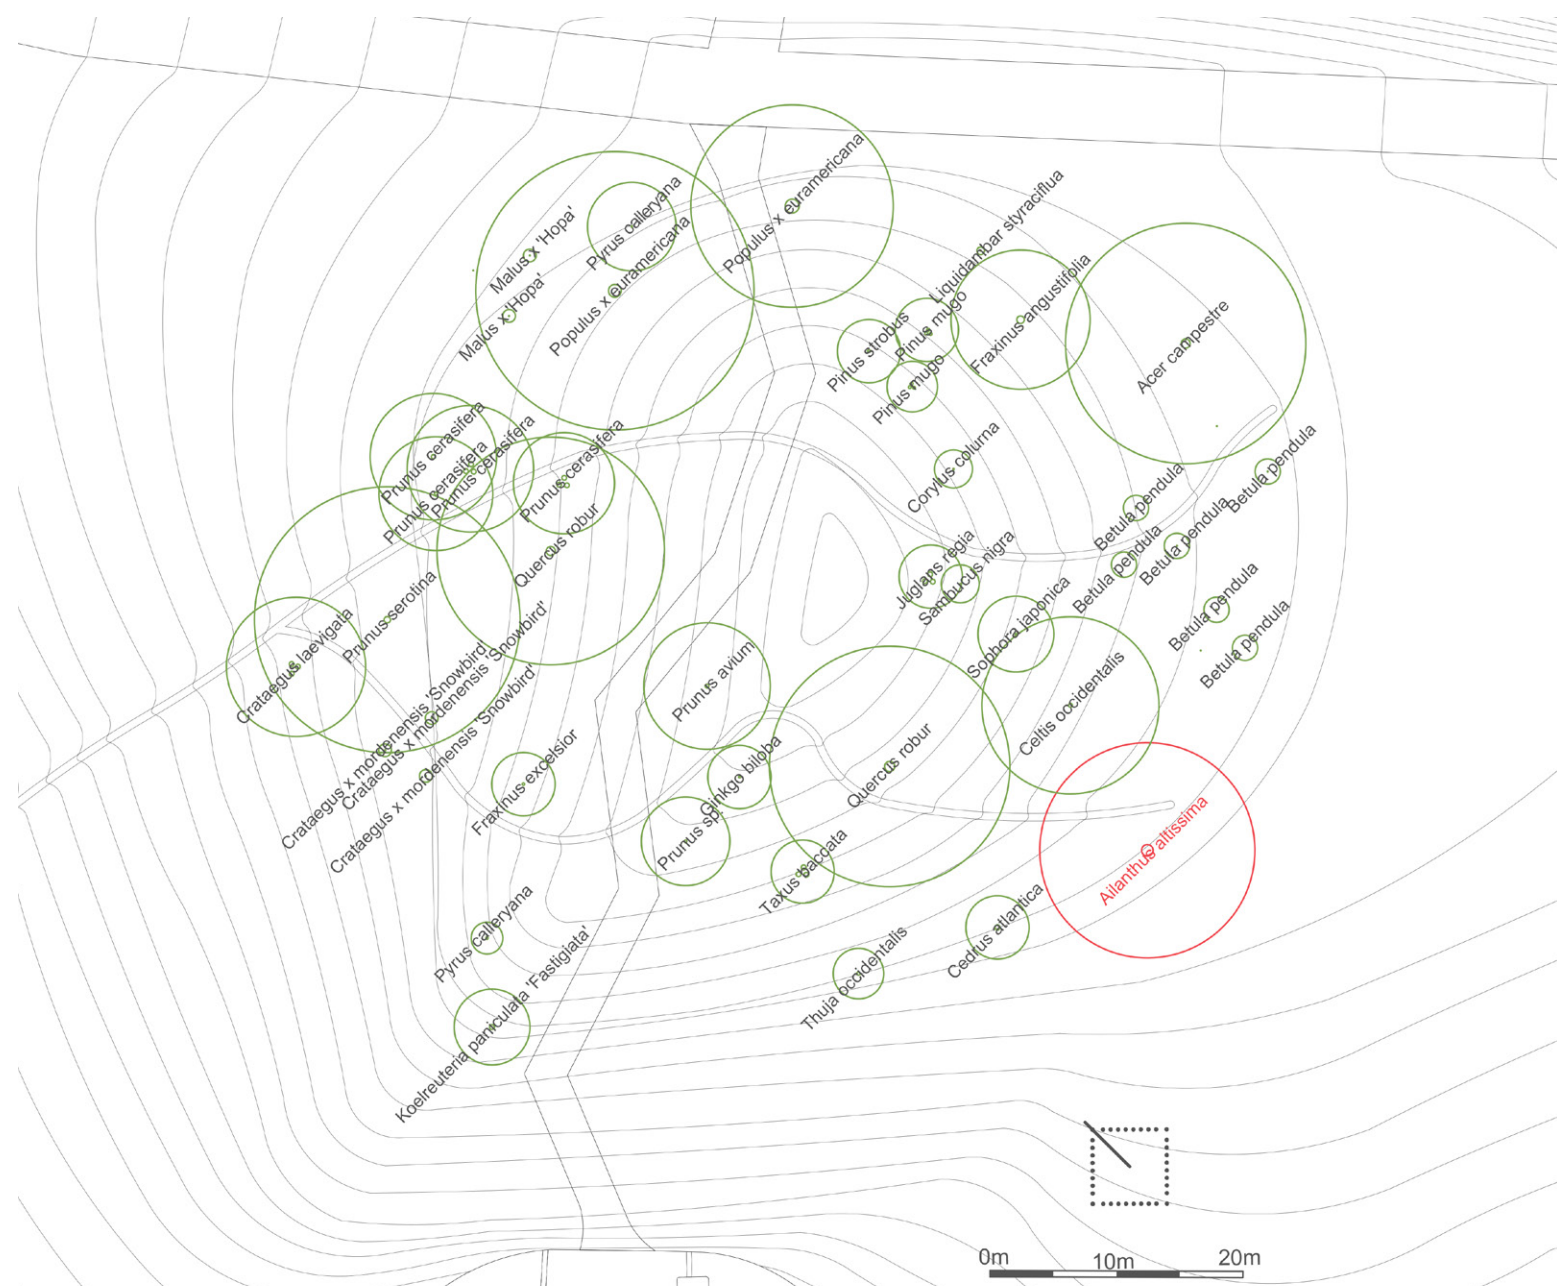 Populus x euramericana
Pyrus calleryana
Malus x 'Hopa'
Populus x euramericana
Malus x 'Hopa'
Liquidambar styraciflua
Fraxinus angustifolia
Pinus mugo
Pinus strobus
Pinus mugo
Acer campestre
Prunus cerasifera
Prunus cerasifera
Prunus cerasifera
Prunus cerasifera
Quercus robur
Corylus colurna
Betula pendula
Betula pendula
Betula pendula
Betula pendula
Betula pendula
Betula pendula
Juglans regia
Sambucus nigra
Sophora japonica
Celtis occidentalis
Prunus serotina
Crataegus laevigata
Crataegus x mordenensis 'Snowbird'
Crataegus x mordenensis 'Snowbird'
Crataegus x mordenensis 'Snowbird'
Prunus avium
Quercus robur
Ginkgo biloba
Fraxinus excelsior
Prunus sp.
Taxus baccata
Ailanthus altissima
Cedrus atlantica
Thuja occidentalis
Pyrus calleryana
Koelreuteria paniculata 'Fastigiata'
0m 10m 20m